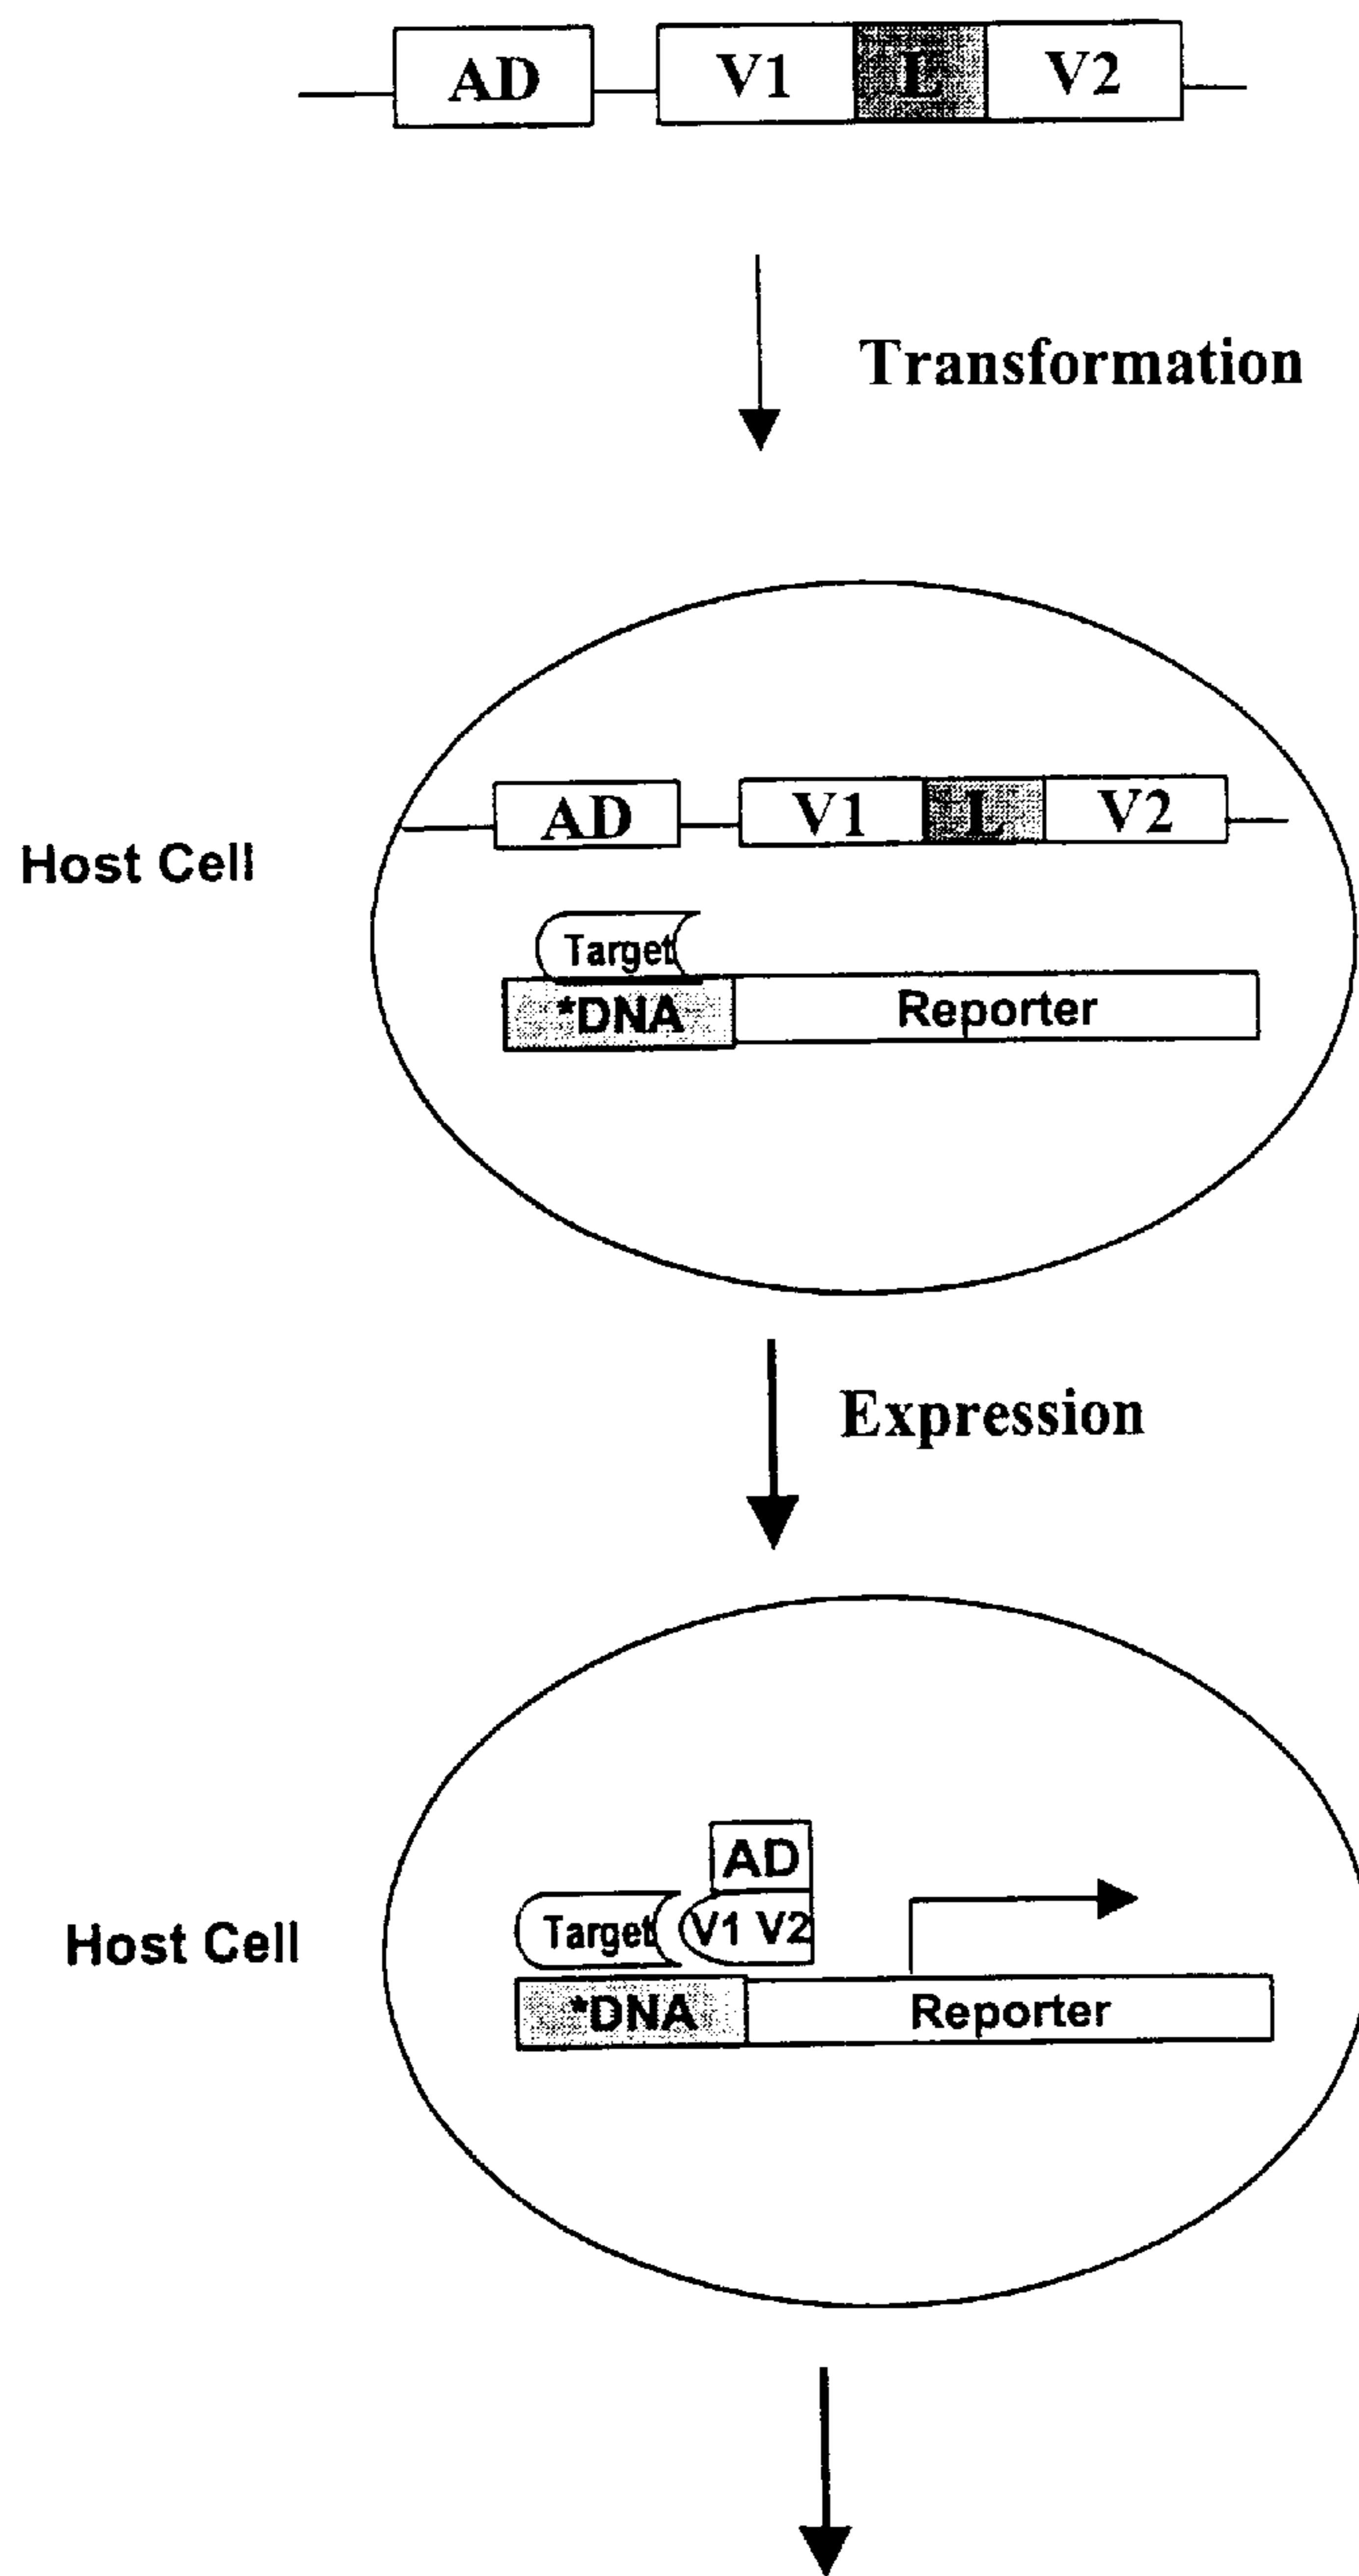 AD V1 L V2
Transformation
Host Cell
AD V1 L V2
Target
*DNA Reporter
Expression
Host Cell
AD
Target V1 V2
*DNA Reporter